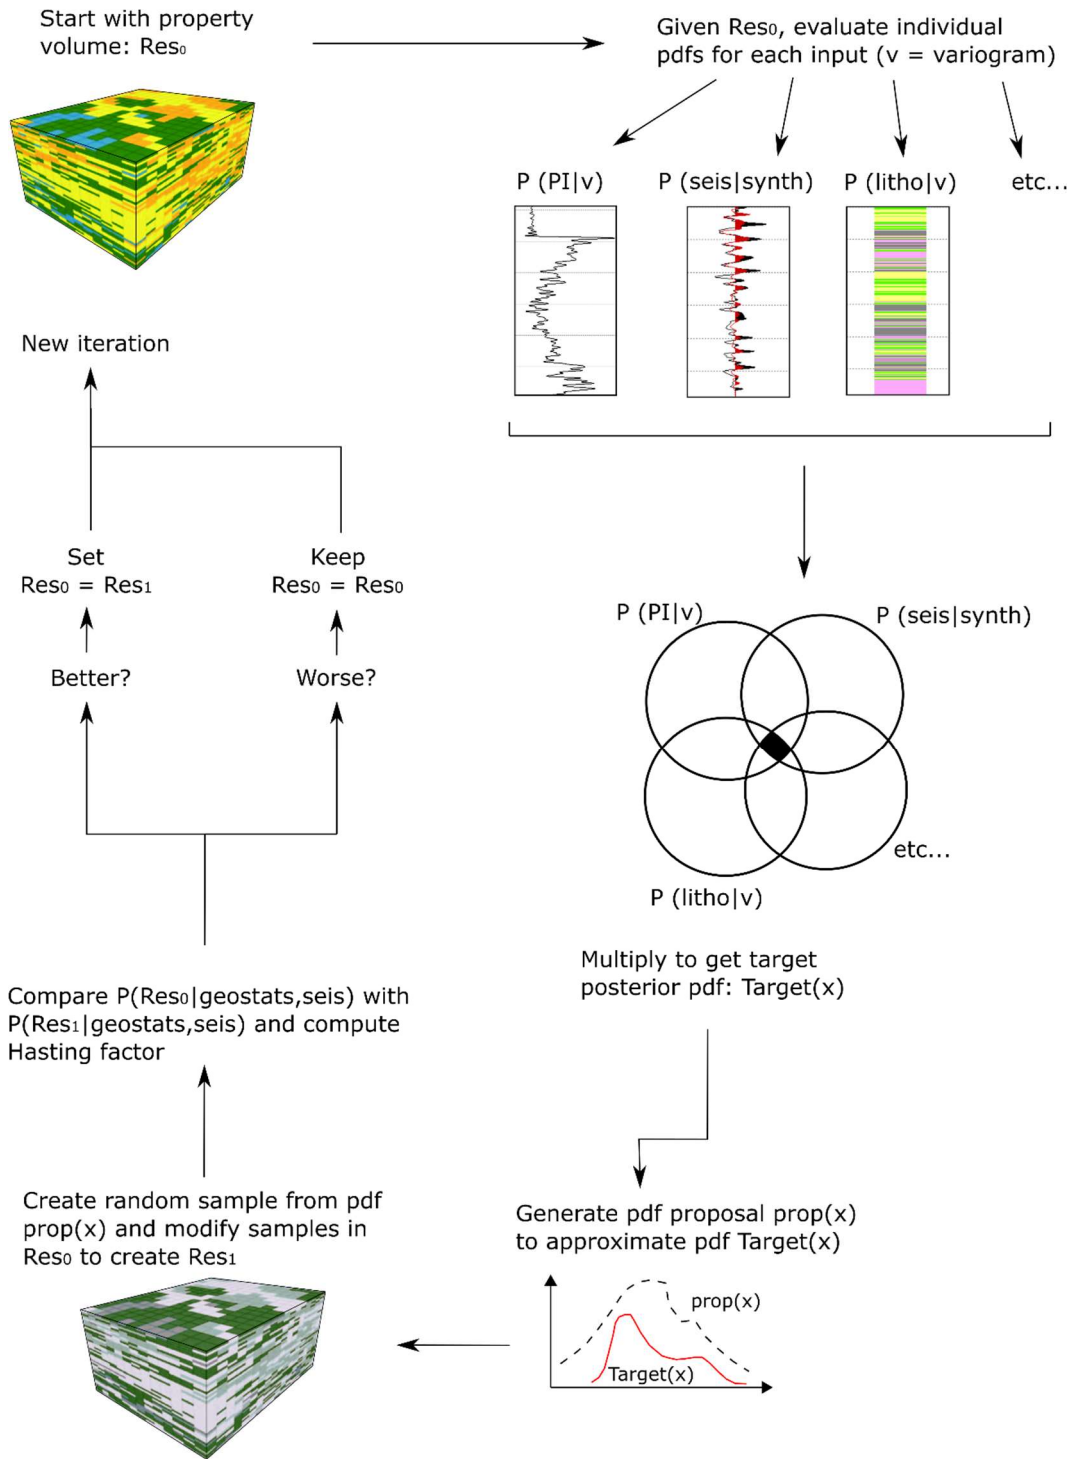 Start with property
volume: Res₀
Given Res₀, evaluate individual
pdfs for each input (v = variogram)
P (PI|v)
P (seis|synth)
P (litho|v)
etc...
New iteration
Set
Res₀ = Res₁
Keep
Res₀ = Res₀
Better?
Worse?
P (PI|v)
P (seis|synth)
etc...
P (litho|v)
Multiply to get target
posterior pdf: Target(x)
Compare P(Res₀|geostats,seis) with
P(Res₁|geostats,seis) and compute
Hasting factor
Create random sample from pdf
prop(x) and modify samples in
Res₀ to create Res₁
Generate pdf proposal prop(x)
to approximate pdf Target(x)
prop(x)
Target(x)